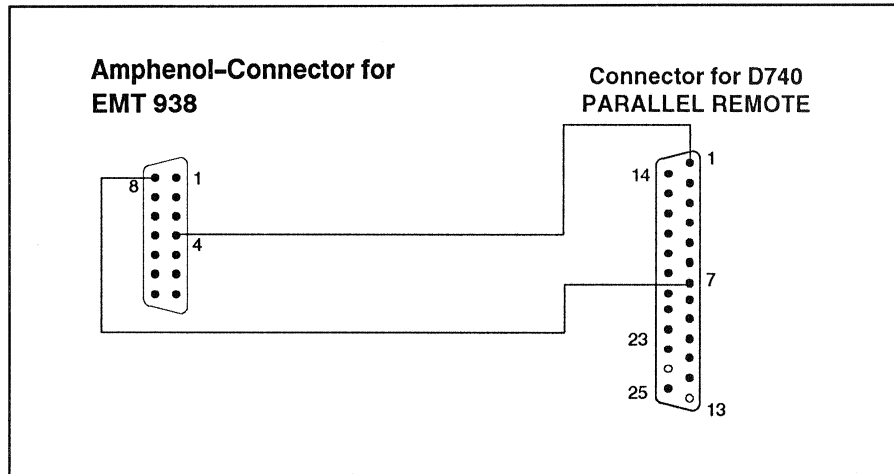 Amphenol-Connector for
EMT 938
Connector for D740
PARALLEL REMOTE
8
1
4
14
1
7
23
25
13